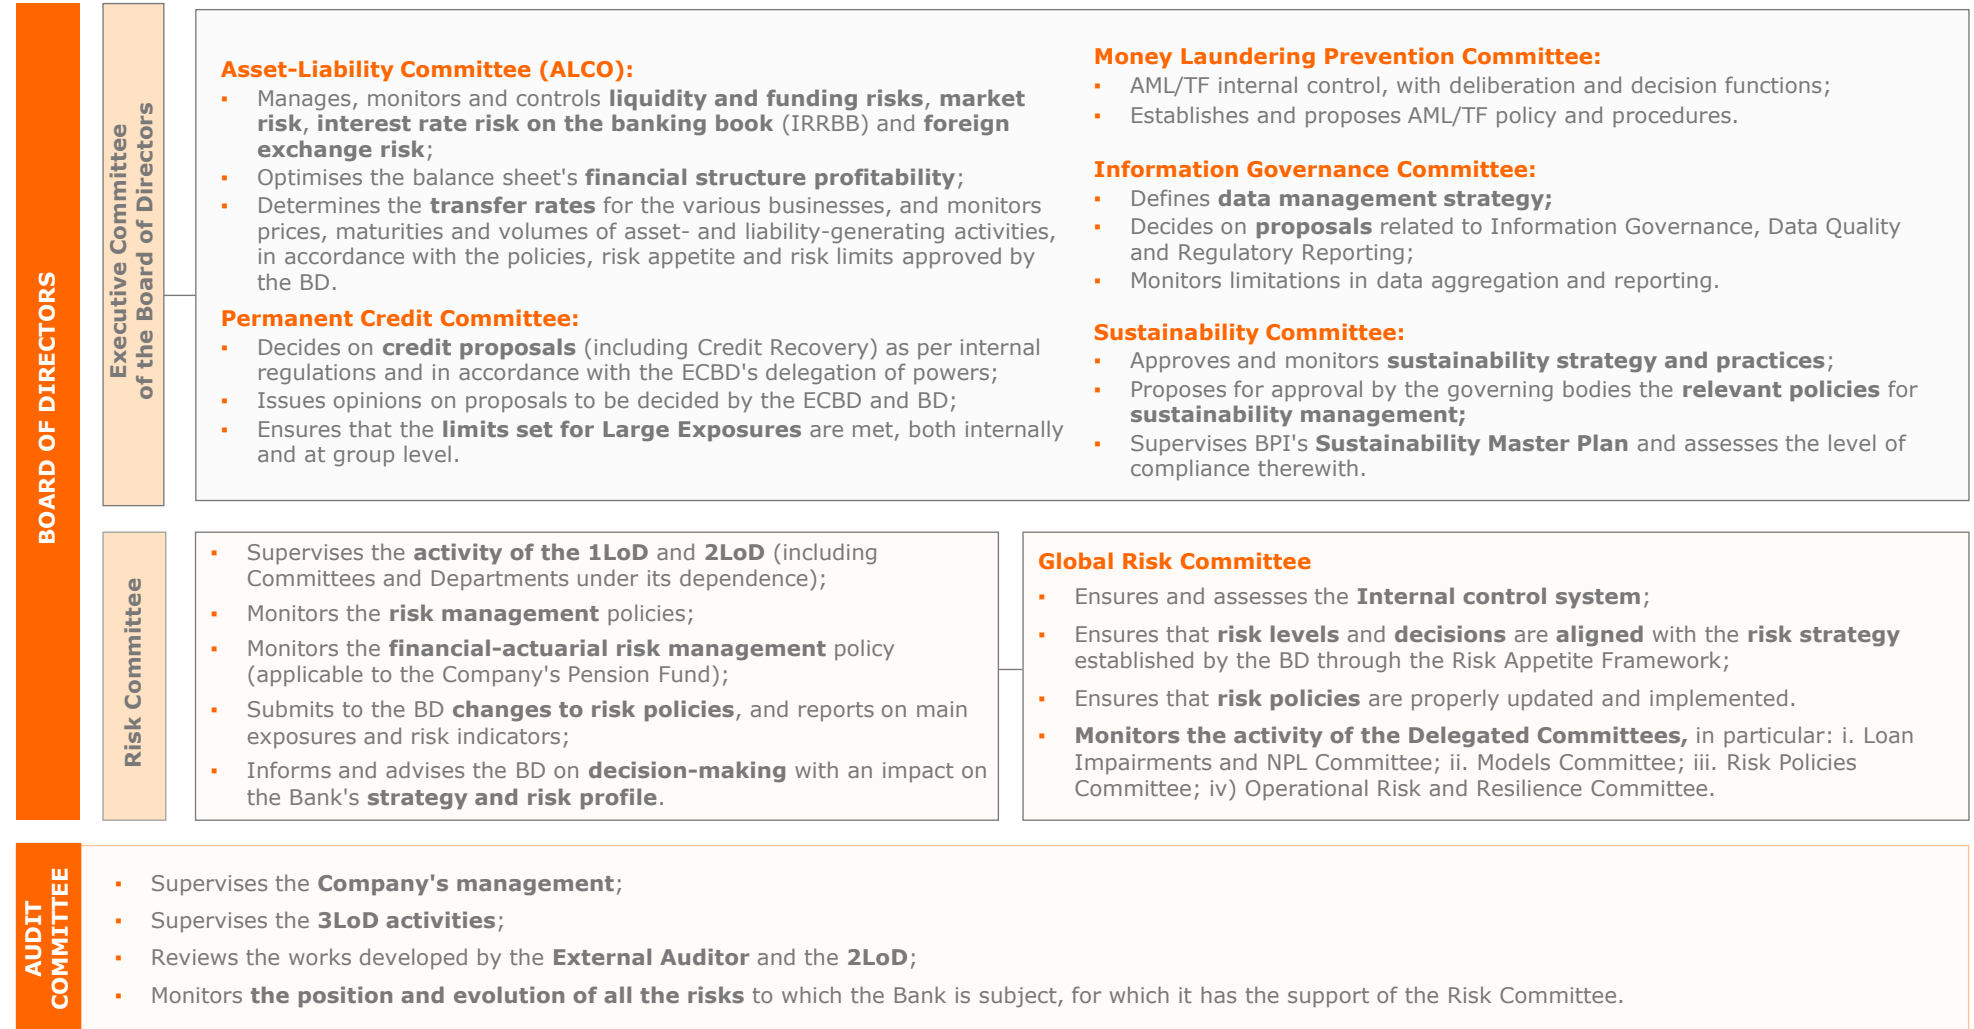 BOARD OF DIRECTORS
Executive Committee
of the Board of Directors
Asset-Liability Committee (ALCO):
▪ Manages, monitors and controls liquidity and funding risks, market
risk, interest rate risk on the banking book (IRRBB) and foreign
exchange risk;
▪ Optimises the balance sheet's financial structure profitability;
▪ Determines the transfer rates for the various businesses, and monitors
prices, maturities and volumes of asset- and liability-generating activities,
in accordance with the policies, risk appetite and risk limits approved by
the BD.
Permanent Credit Committee:
▪ Decides on credit proposals (including Credit Recovery) as per internal
regulations and in accordance with the ECBD's delegation of powers;
▪ Issues opinions on proposals to be decided by the ECBD and BD;
▪ Ensures that the limits set for Large Exposures are met, both internally
and at group level.
Money Laundering Prevention Committee:
▪ AML/TF internal control, with deliberation and decision functions;
▪ Establishes and proposes AML/TF policy and procedures.
Information Governance Committee:
▪ Defines data management strategy;
▪ Decides on proposals related to Information Governance, Data Quality
and Regulatory Reporting;
▪ Monitors limitations in data aggregation and reporting.
Sustainability Committee:
▪ Approves and monitors sustainability strategy and practices;
▪ Proposes for approval by the governing bodies the relevant policies for
sustainability management;
▪ Supervises BPI's Sustainability Master Plan and assesses the level of
compliance therewith.
Risk Committee
▪ Supervises the activity of the 1LoD and 2LoD (including
Committees and Departments under its dependence);
▪ Monitors the risk management policies;
▪ Monitors the financial-actuarial risk management policy
(applicable to the Company's Pension Fund);
▪ Submits to the BD changes to risk policies, and reports on main
exposures and risk indicators;
▪ Informs and advises the BD on decision-making with an impact on
the Bank's strategy and risk profile.
Global Risk Committee
▪ Ensures and assesses the Internal control system;
▪ Ensures that risk levels and decisions are aligned with the risk strategy
established by the BD through the Risk Appetite Framework;
▪ Ensures that risk policies are properly updated and implemented.
▪ Monitors the activity of the Delegated Committees, in particular: i. Loan
Impairments and NPL Committee; ii. Models Committee; iii. Risk Policies
Committee; iv) Operational Risk and Resilience Committee.
AUDIT
COMMITTEE
▪ Supervises the Company's management;
▪ Supervises the 3LoD activities;
▪ Reviews the works developed by the External Auditor and the 2LoD;
▪ Monitors the position and evolution of all the risks to which the Bank is subject, for which it has the support of the Risk Committee.